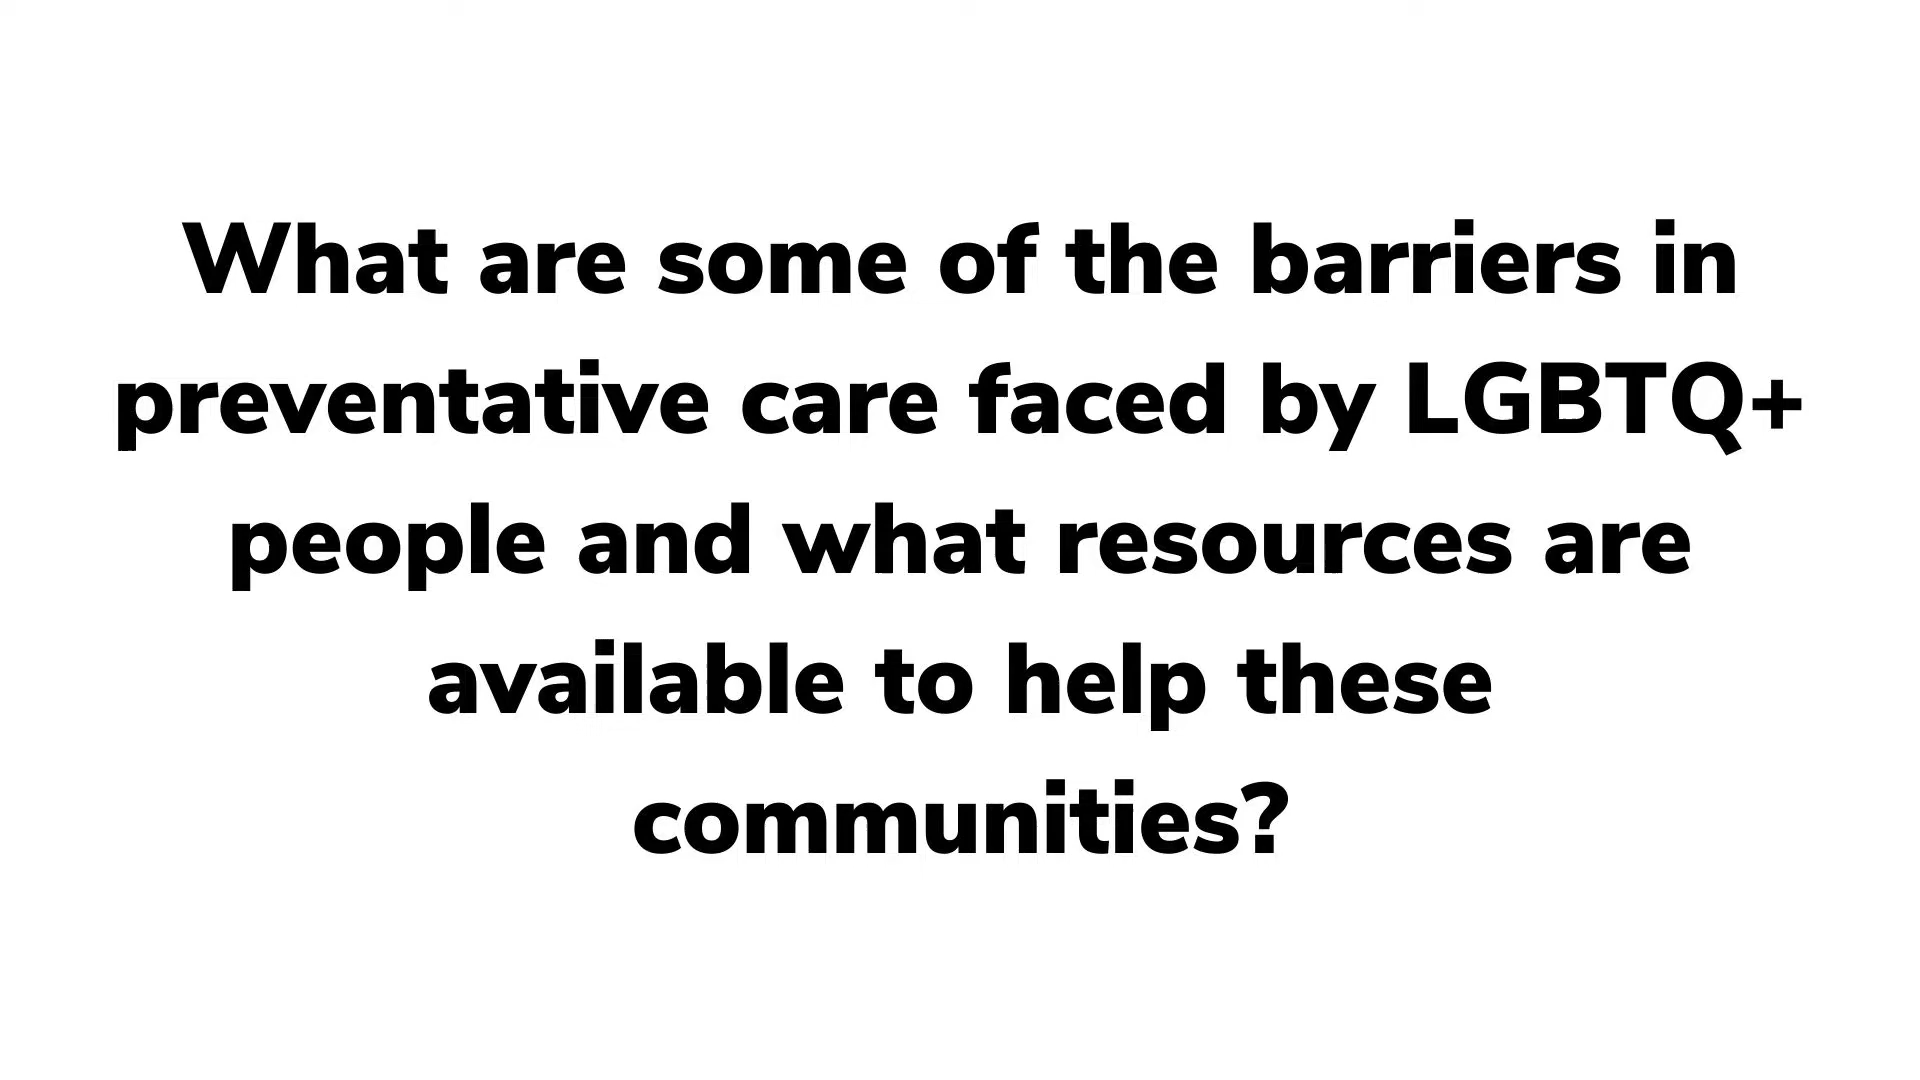 What are some of the barriers in
preventative care faced by LGBTQ+
people and what resources are
available to help these
communities?